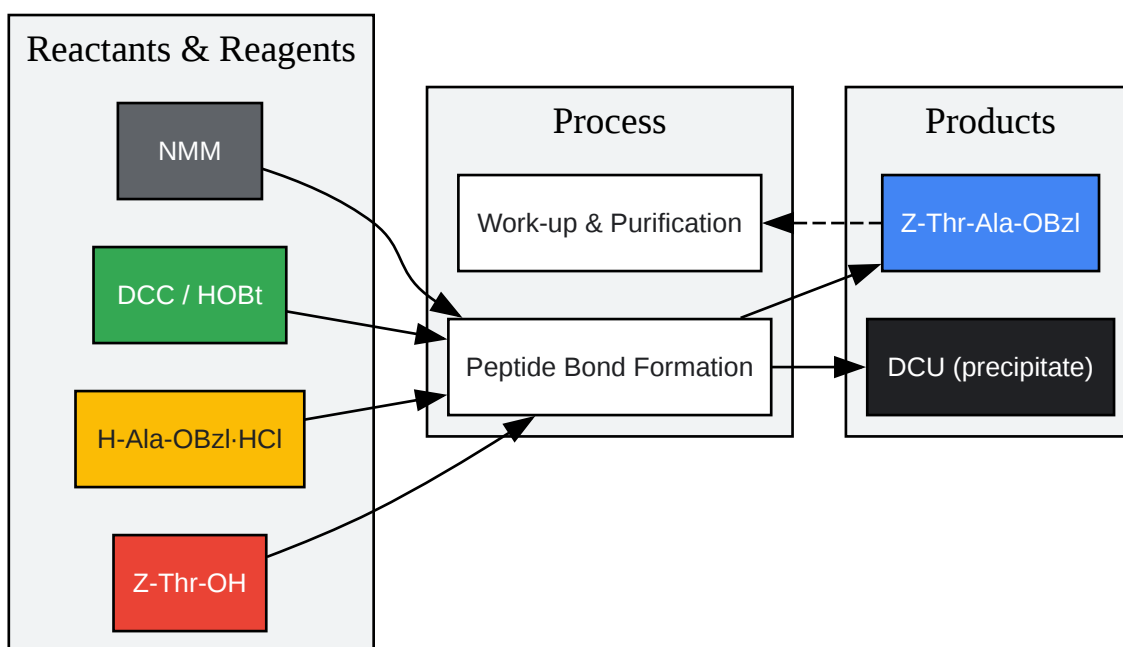 Reactants & Reagents
NMM
DCC / HOBt
H-Ala-OBzl·HCl
Z-Thr-OH
Process
Work-up & Purification
Peptide Bond Formation
Products
Z-Thr-Ala-OBzl
DCU (precipitate)